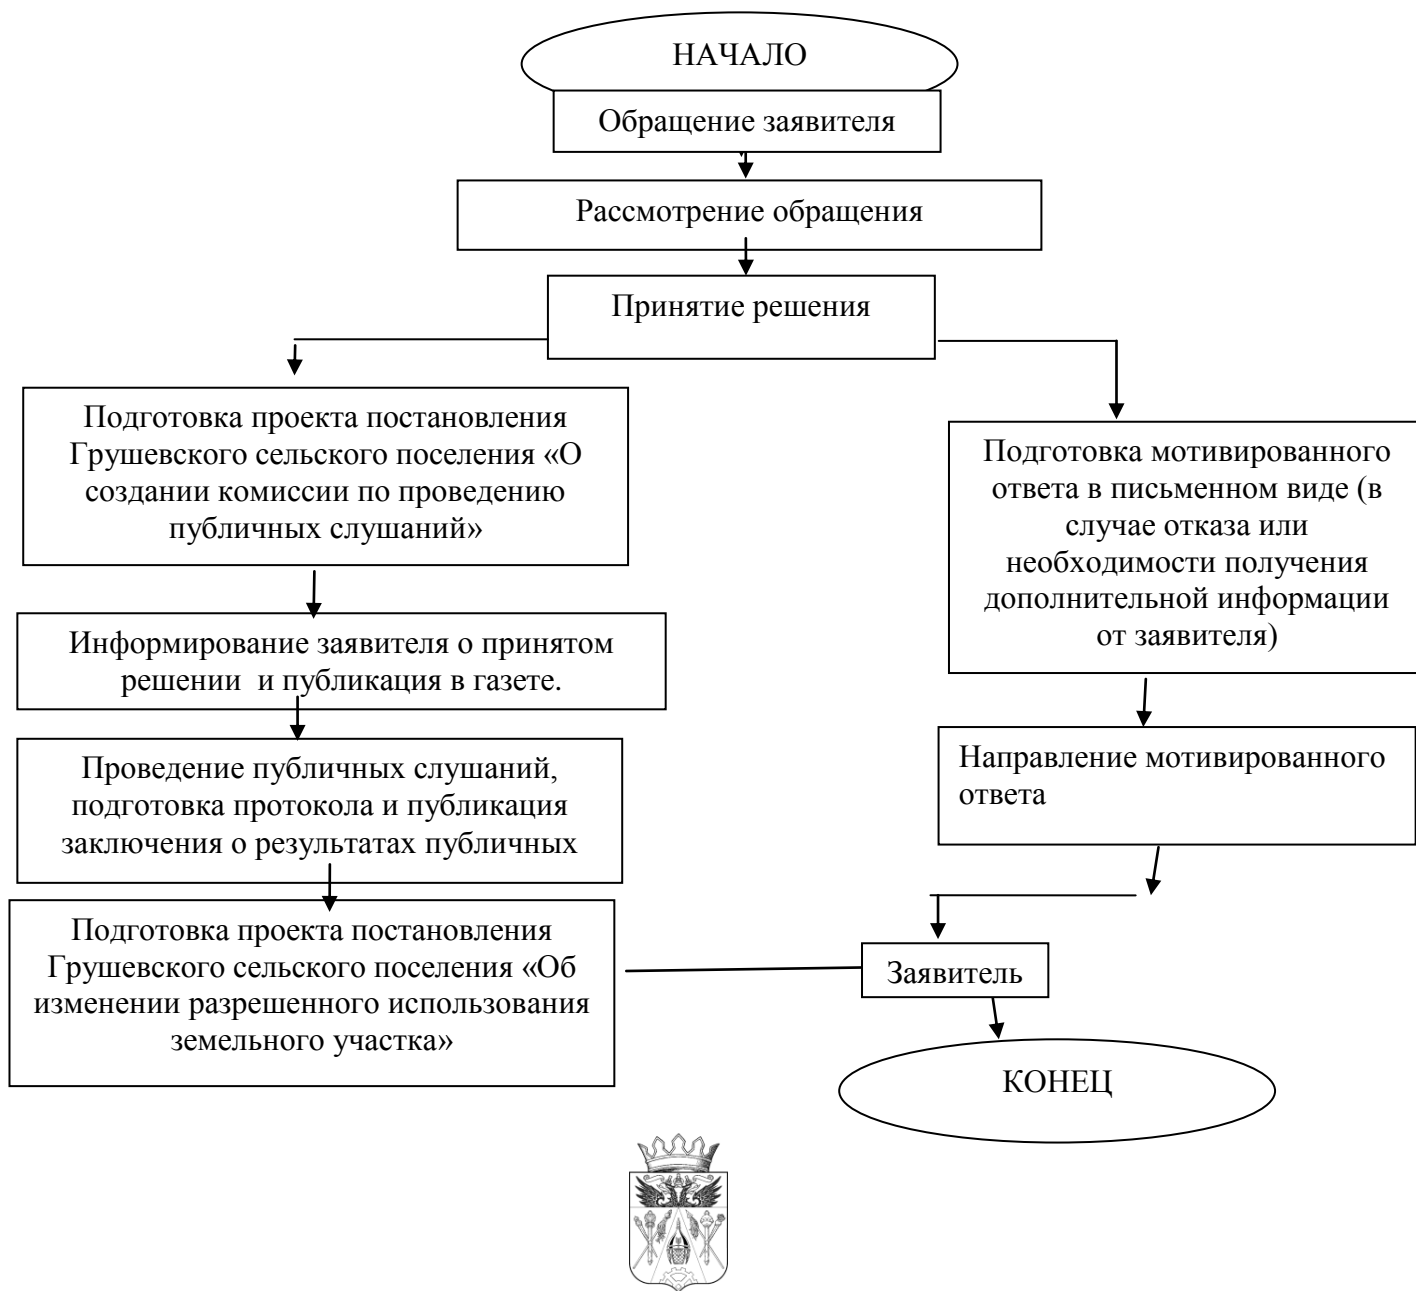 НАЧАЛО
Обращение заявителя
Рассмотрение обращения
Принятие решения
Подготовка проекта постановления
Грушевского сельского поселения «О
создании комиссии по проведению
публичных слушаний»
Информирование заявителя о принятом
решении  и публикация в газете.
Проведение публичных слушаний,
подготовка протокола и публикация
заключения о результатах публичных
Подготовка проекта постановления
Грушевского сельского поселения «Об
изменении разрешенного использования
земельного участка»
Подготовка мотивированного
ответа в письменном виде (в
случае отказа или
необходимости получения
дополнительной информации
от заявителя)
Направление мотивированного
ответа
Заявитель
КОНЕЦ